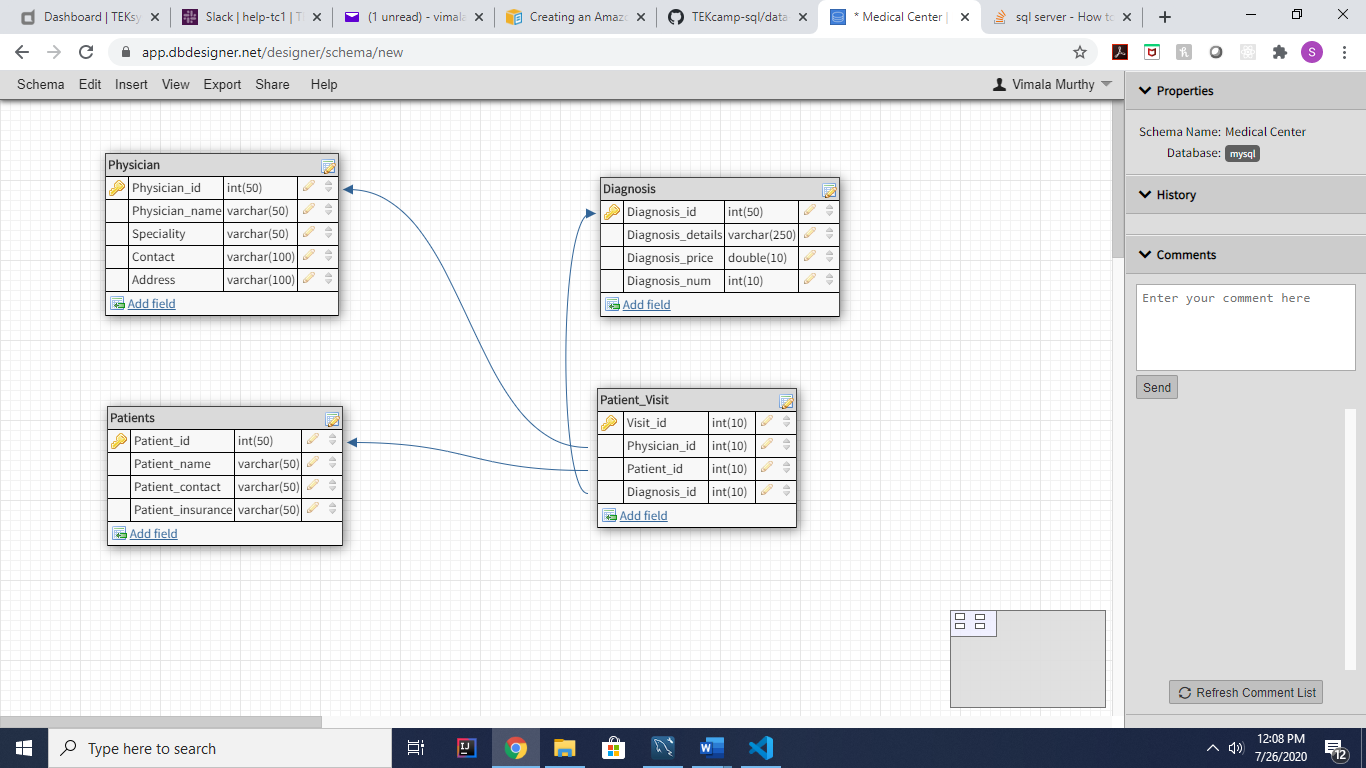 Dashboard | TEKsy
Slack | help-tc1 | Ti
(1 unread) - vimala
Creating an Amazo
TEKcamp-sql/data
* Medical Center |
sql server - How to
app.dbdesigner.net/designer/schema/new
S
Schema Edit Insert View Export Share Help
Vimala Murthy
Physician
Physician_id int(50)
Physician_name varchar(50)
Speciality varchar(50)
Contact varchar(100)
Address varchar(100)
Add field
Diagnosis
Diagnosis_id int(50)
Diagnosis_details varchar(250)
Diagnosis_price double(10)
Diagnosis_num int(10)
Add field
Patients
Patient_id int(50)
Patient_name varchar(50)
Patient_contact varchar(50)
Patient_insurance varchar(50)
Add field
Patient_Visit
Visit_id int(10)
Physician_id int(10)
Patient_id int(10)
Diagnosis_id int(10)
Add field
Properties
Schema Name: Medical Center
Database: mysql
History
Comments
Enter your comment here
Send
Refresh Comment List
Type here to search
12:08 PM
7/26/2020
12